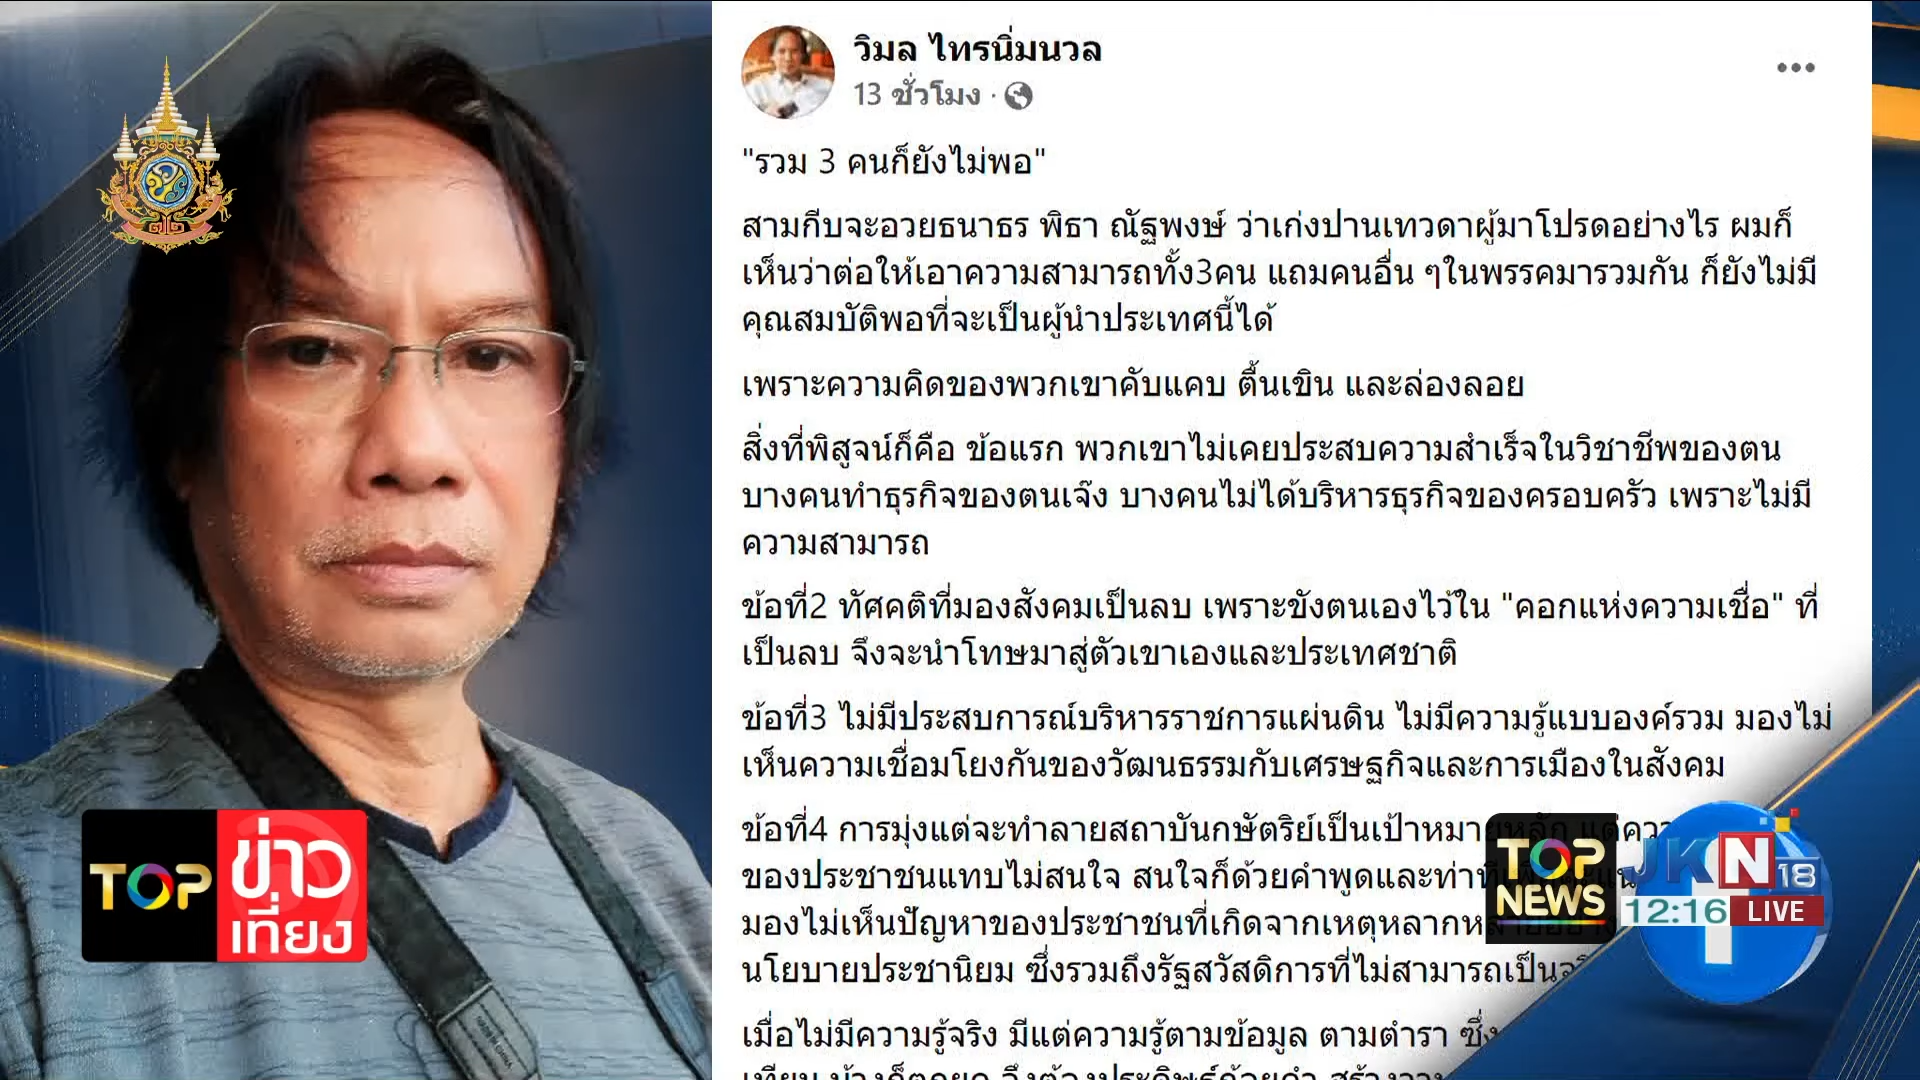 วิมล ไทรนิ่มนวล
13 ชั่วโมง ·
"รวม 3 คนก็ยังไม่พอ"
สามกีบจะอวยธนาธร พิธา ณัฐพงษ์ ว่าเก่งปานเทวดาผู้มาโปรดอย่างไร ผมก็
เห็นว่าต่อให้เอาความสามารถทั้ง3คน แถมคนอื่น ๆในพรรคมารวมกัน ก็ยังไม่มี
คุณสมบัติพอที่จะเป็นผู้นำประเทศนี้ได้
เพราะความคิดของพวกเขาคับแคบ ตื้นเขิน และล่องลอย
สิ่งที่พิสูจน์ก็คือ ข้อแรก พวกเขาไม่เคยประสบความสำเร็จในวิชาชีพของตน
บางคนทำธุรกิจของตนเจ๊ง บางคนไม่ได้บริหารธุรกิจของครอบครัว เพราะไม่มี
ความสามารถ
ข้อที่2 ทัศคติที่มองสังคมเป็นลบ เพราะขังตนเองไว้ใน "คอกแห่งความเชื่อ" ที่
เป็นลบ จึงจะนำโทษมาสู่ตัวเขาเองและประเทศชาติ
ข้อที่3 ไม่มีประสบการณ์บริหารราชการแผ่นดิน ไม่มีความรู้แบบองค์รวม มองไม่
เห็นความเชื่อมโยงกันของวัฒนธรรมกับเศรษฐกิจและการเมืองในสังคม
ข้อที่4 การมุ่งแต่จะทำลายสถาบันกษัตริย์เป็นเป้าหมายหลัก
ของประชาชนแทบไม่สนใจ สนใจก็ด้วยคำพูดและท่าที
มองไม่เห็นปัญหาของประชาชนที่เกิดจากเหตุหลากหลาย
นโยบายประชานิยม ซึ่งรวมถึงรัฐสวัสดิการที่ไม่สามารถเป็น
เมื่อไม่มีความรู้จริง มีแต่ความรู้ตามข้อมูล ตามตำรา
TOP
ข่าว
เที่ยง
TOP
NEWS
JKN
18
12:16 LIVE
๗๒